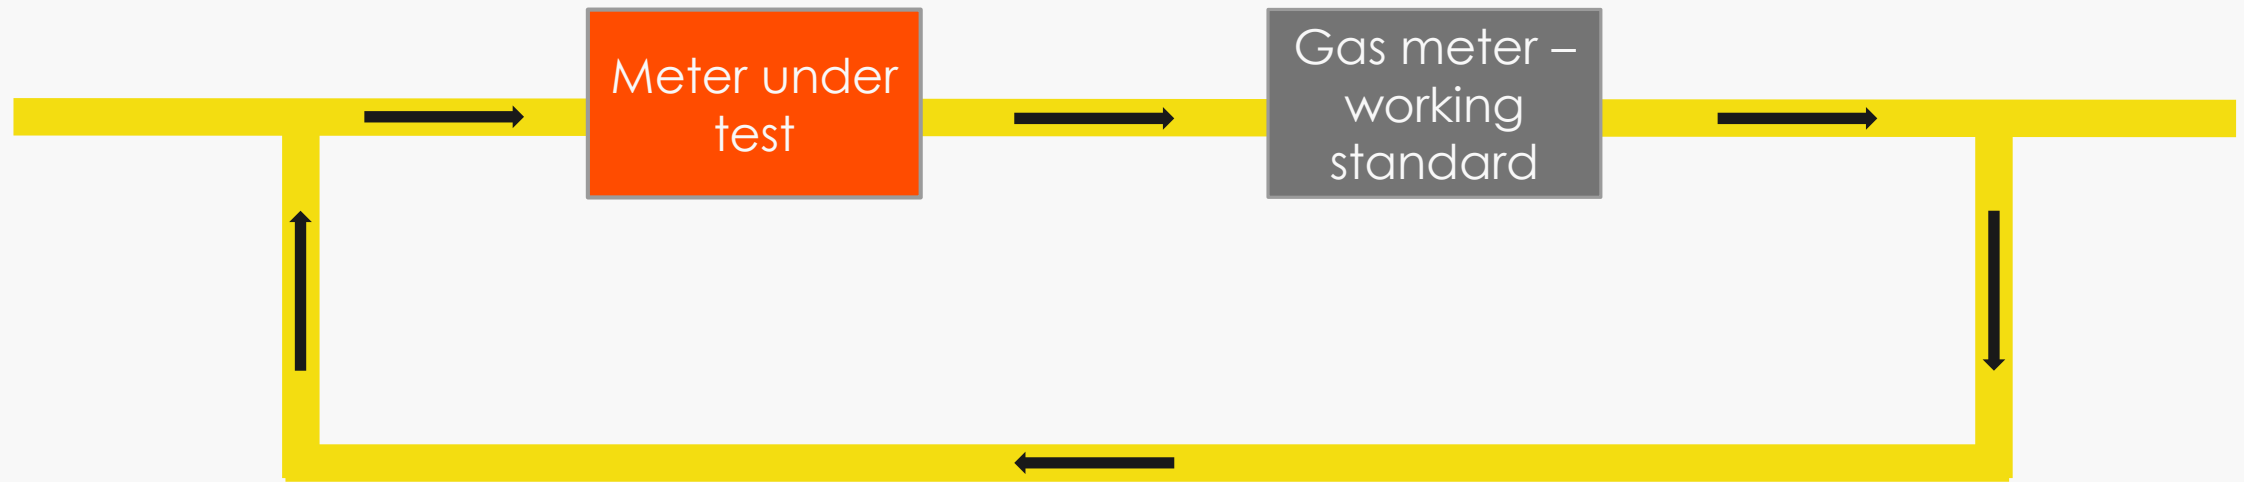 Meter under
test
Gas meter –
working
standard